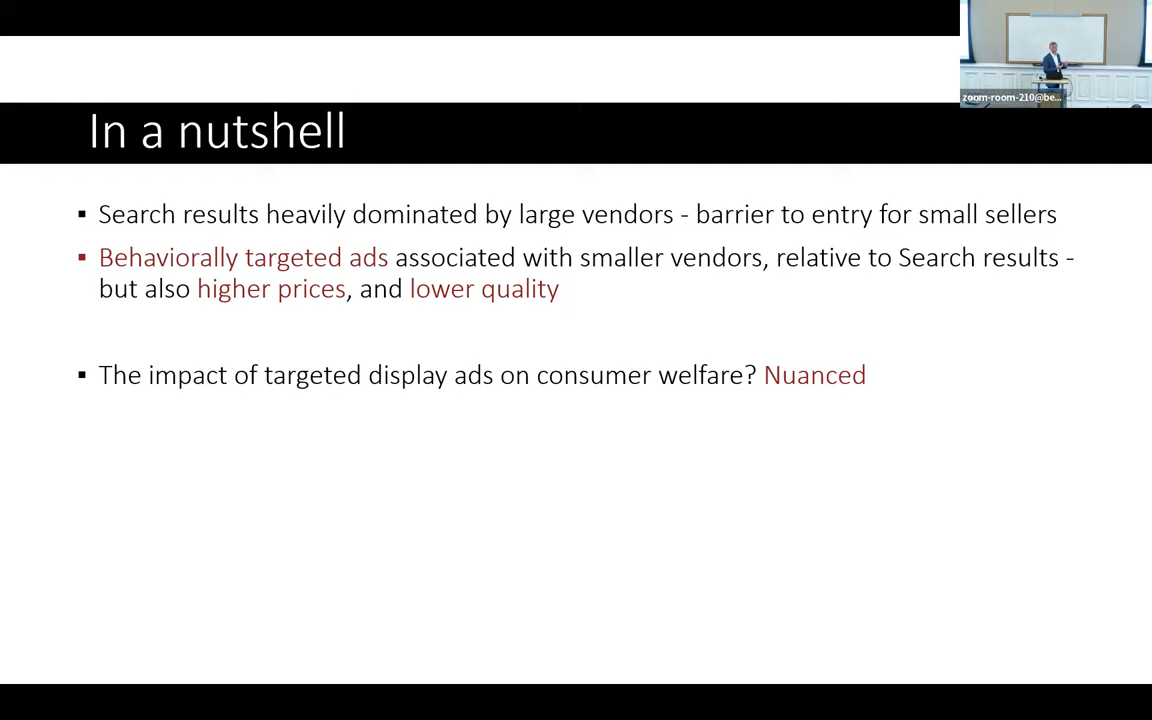 zoom-room-210@be...
In a nutshell
▪ Search results heavily dominated by large vendors - barrier to entry for small sellers
▪ Behaviorally targeted ads associated with smaller vendors, relative to Search results -
but also higher prices, and lower quality
▪ The impact of targeted display ads on consumer welfare? Nuanced